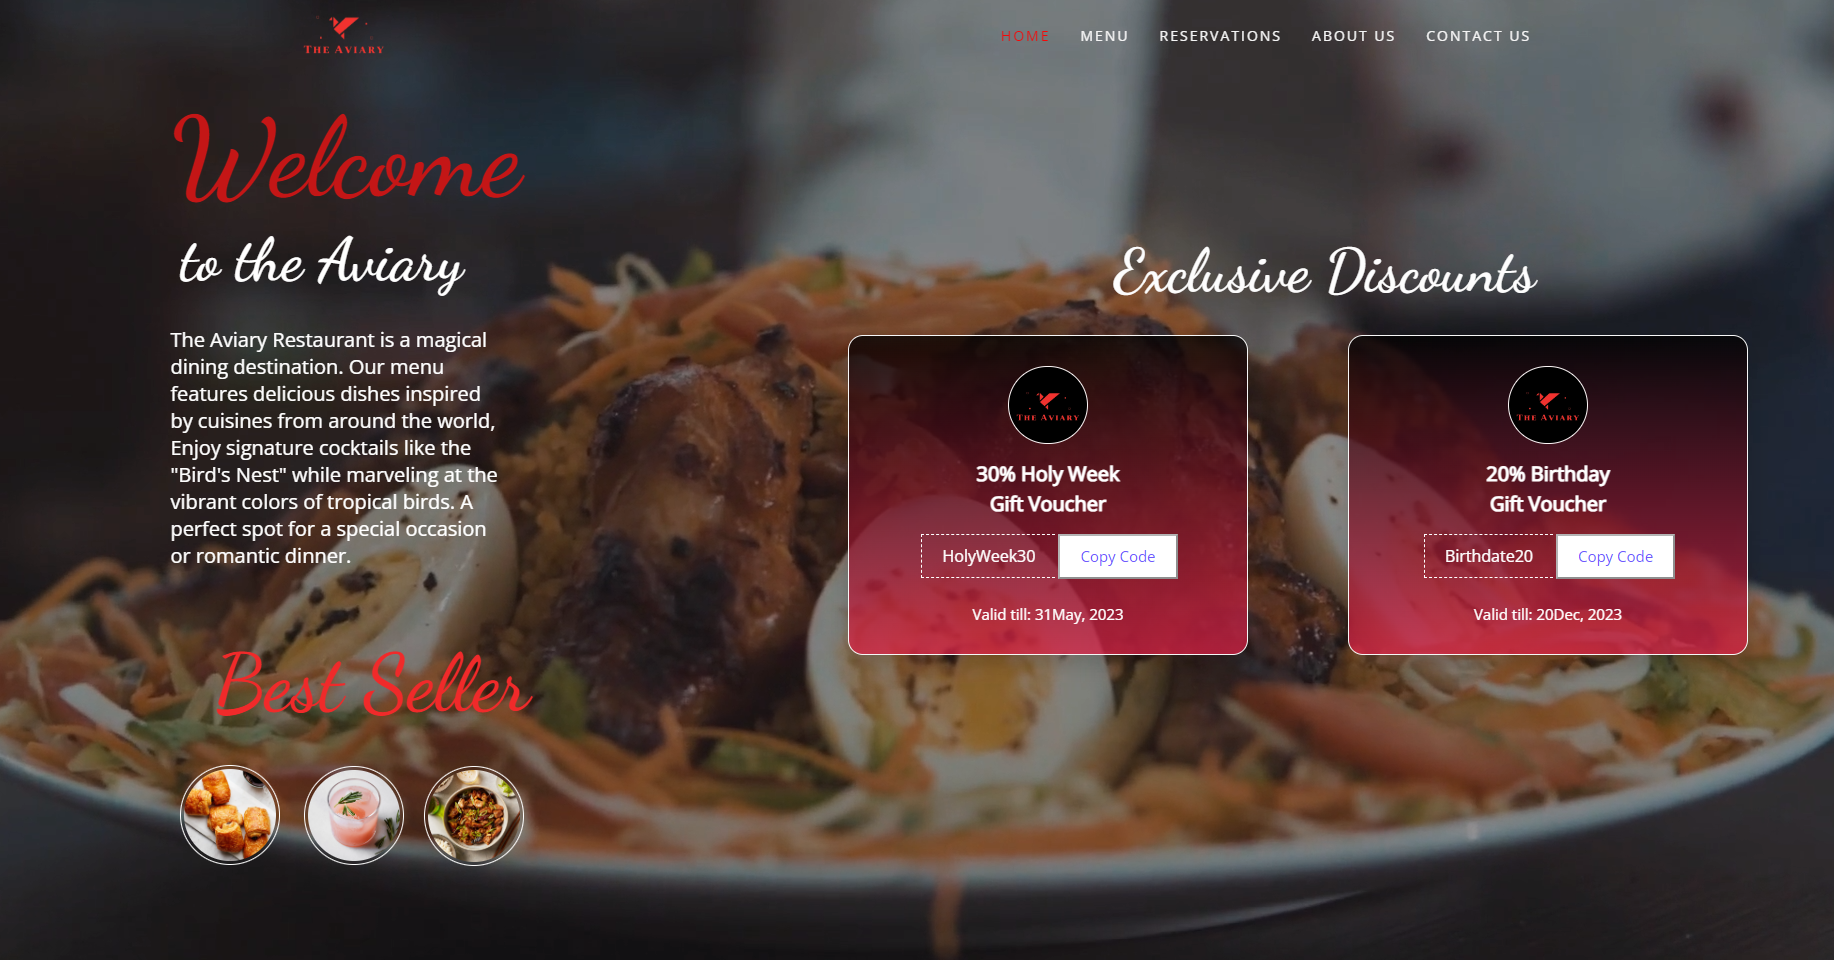 THE AVIARY
HOME MENU RESERVATIONS ABOUT US CONTACT US
Welcome
to the Aviary
The Aviary Restaurant is a magical
dining destination. Our menu
features delicious dishes inspired
by cuisines from around the world,
Enjoy signature cocktails like the
"Bird's Nest" while marveling at the
vibrant colors of tropical birds. A
perfect spot for a special occasion
or romantic dinner.
Best Seller
Exclusive Discounts
THE AVIARY
30% Holy Week
Gift Voucher
HolyWeek30 Copy Code
Valid till: 31May, 2023
THE AVIARY
20% Birthday
Gift Voucher
Birthdate20 Copy Code
Valid till: 20Dec, 2023